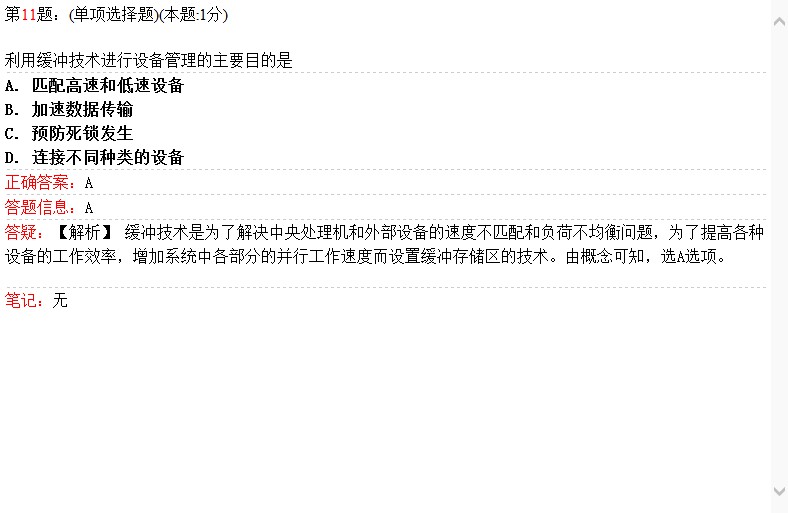 第11题：(单项选择题)(本题:1分)
利用缓冲技术进行设备管理的主要目的是
A. 匹配高速和低速设备
B. 加速数据传输
C. 预防死锁发生
D. 连接不同种类的设备
正确答案：A
答题信息：A
答疑：【解析】 缓冲技术是为了解决中央处理机和外部设备的速度不匹配和负荷不均衡问题，为了提高各种
设备的工作效率，增加系统中各部分的并行工作速度而设置缓冲存储区的技术。由概念可知，选A选项。
笔记：无